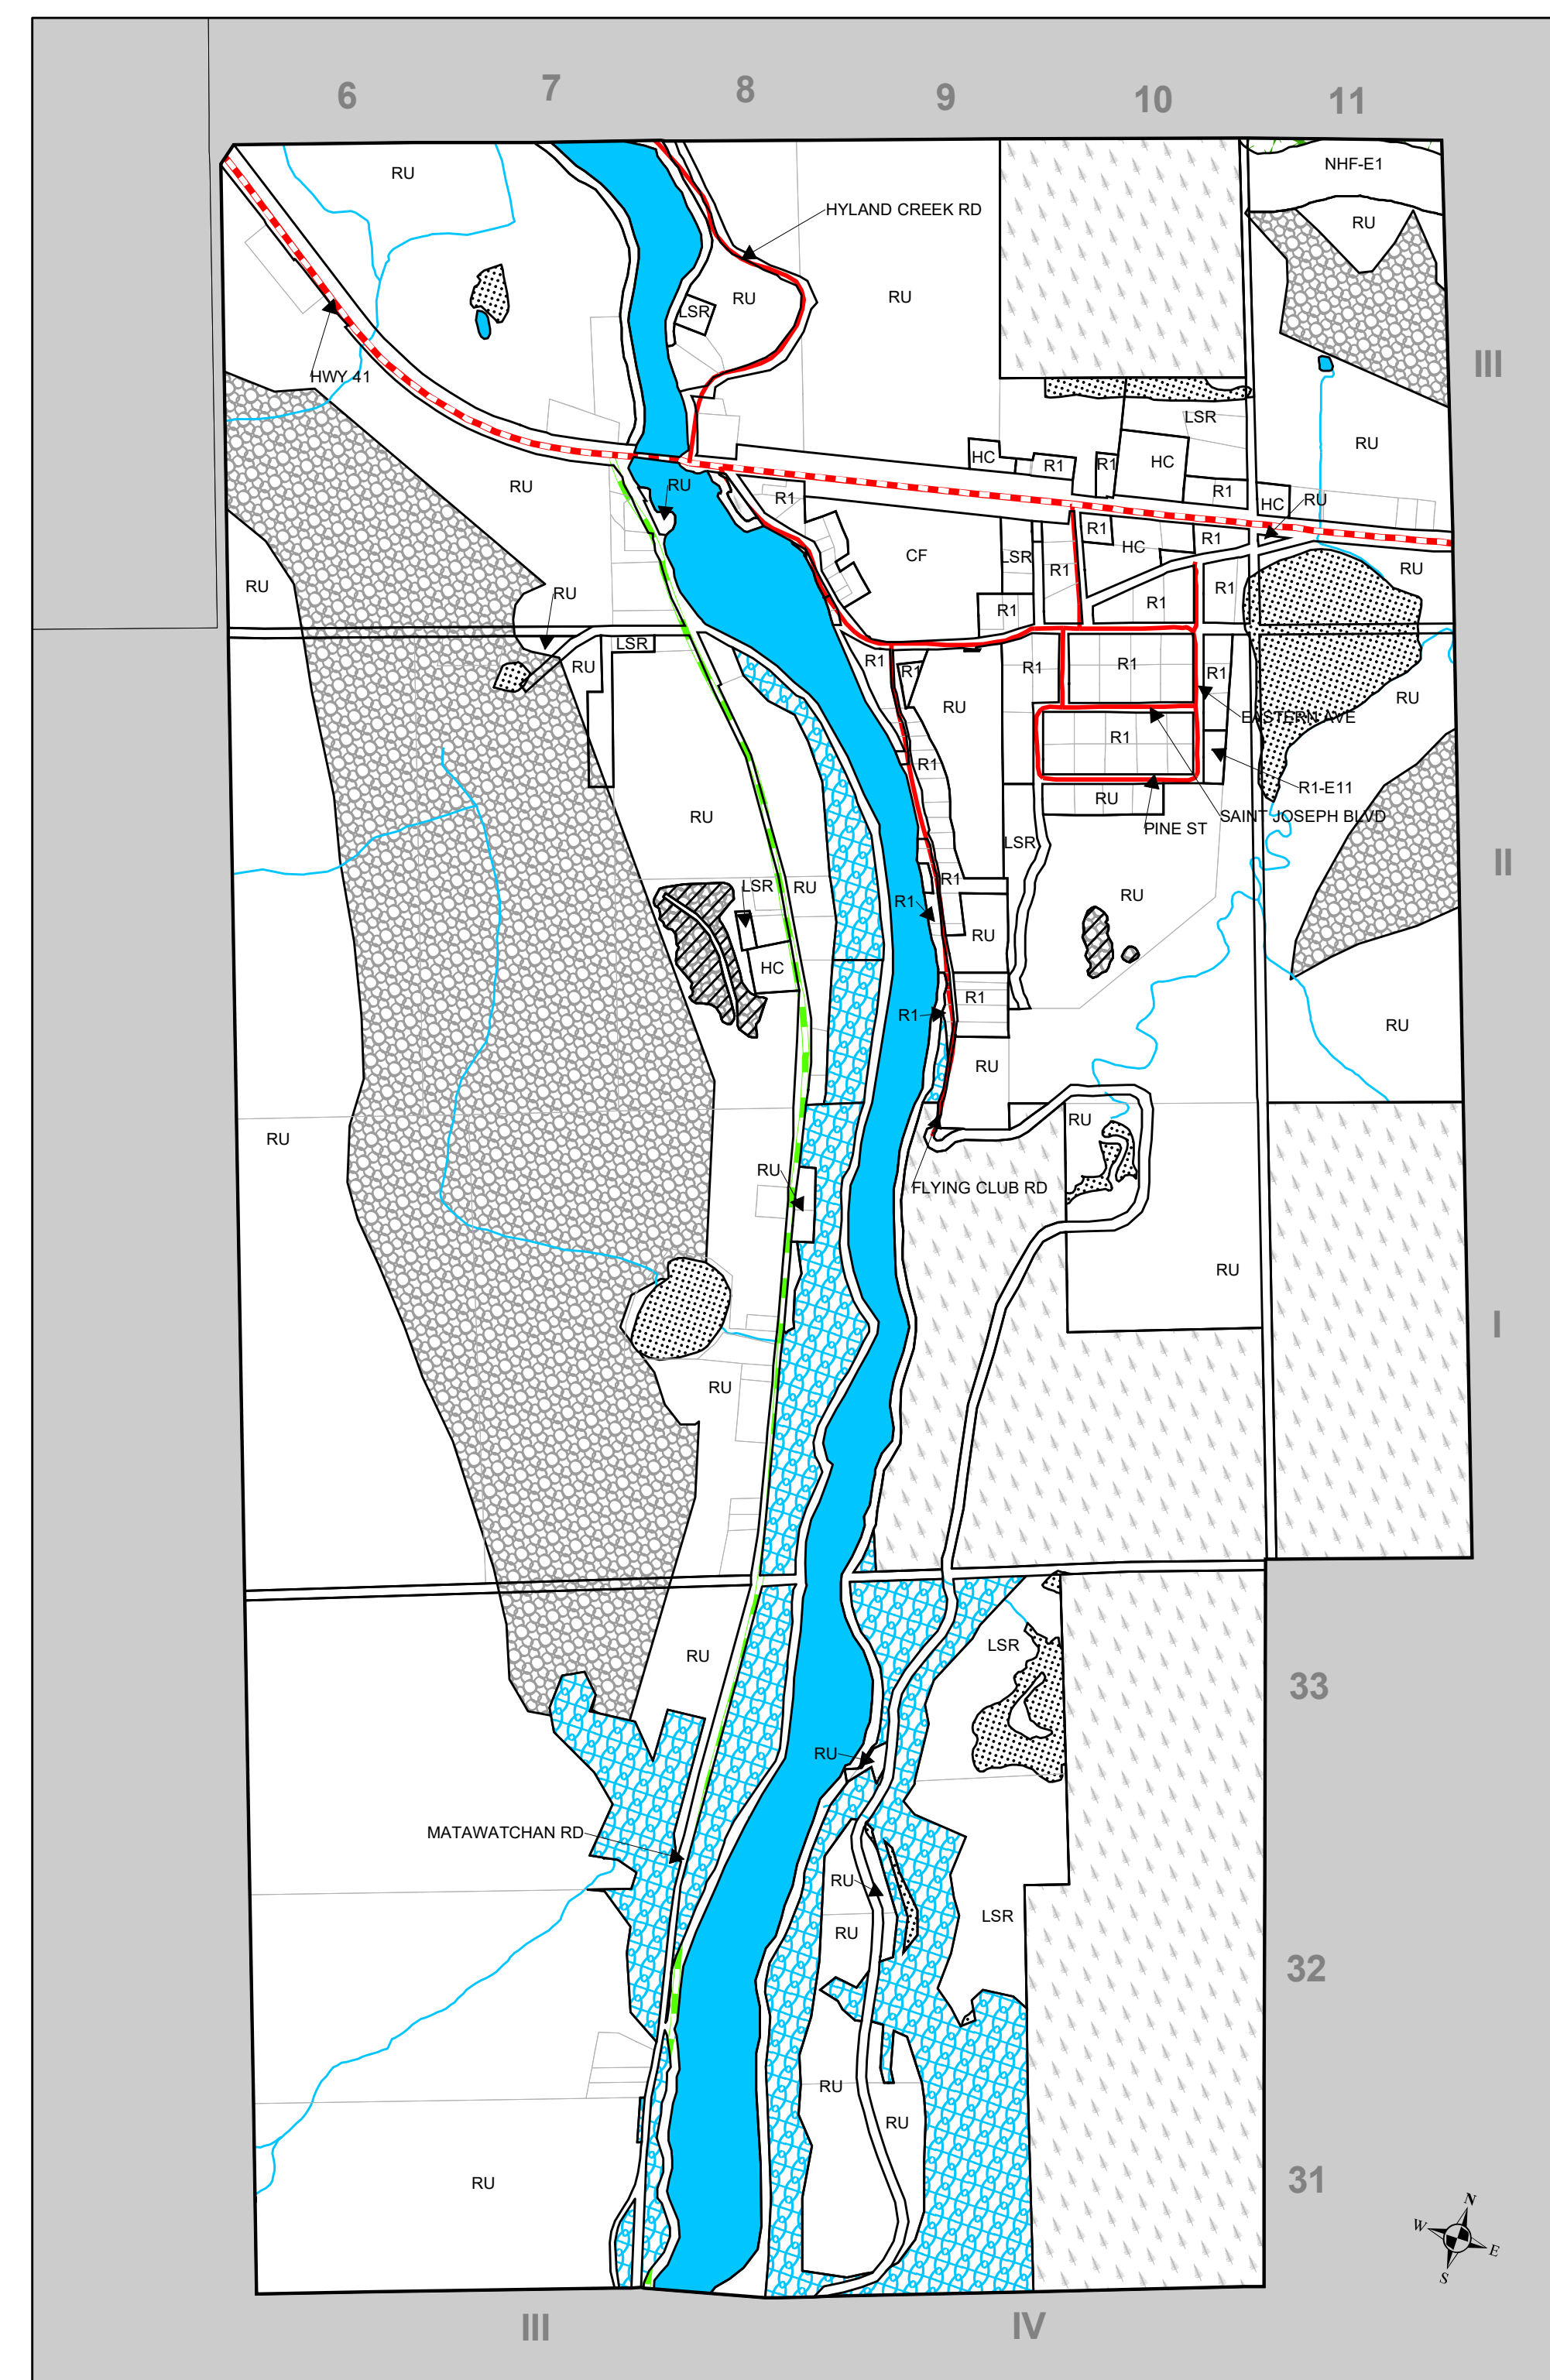 6
7
8
9
10
11
NHF-E1
RU
HYLAND CREEK RD
RU
RU
RU
LSR
III
HWY 41
LSR
RU
HC
R1
R1
HC
RU
RU
R1
R1
HC
RU
CF
R1
HC
R1
LSR
R1
RU
RU
RU
R1
R1
R1
LSR
RU
R1
R1
R1
R1
R1
RU
RU
EASTERN AVE
R1
R1
R1-E11
RU
RU
SAINT JOSEPH BLVD
PINE ST
LSR
II
LSR
RU
R1
RU
R1
RU
HC
R1
R1
RU
RU
RU
RU
RU
FLYING CLUB RD
RU
I
RU
LSR
RU
33
RU
MATAWATCHAN RD
RU
LSR
RU
32
RU
RU
RU
31
N
W
E
S
III
IV